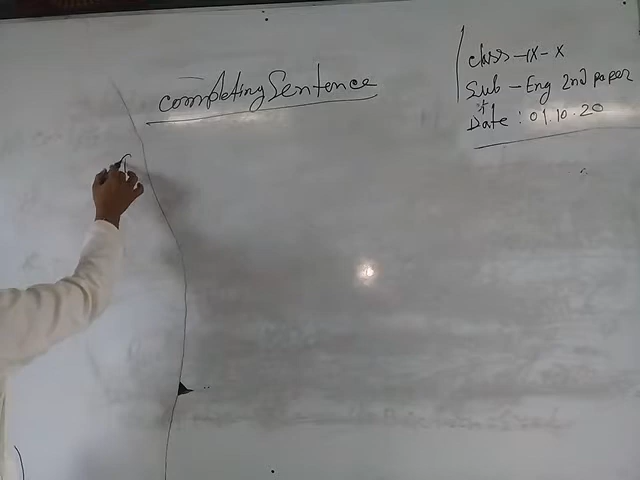 Completing Sentence
Class - IX - X
Sub - Eng 2nd paper
Date : 01.10.20